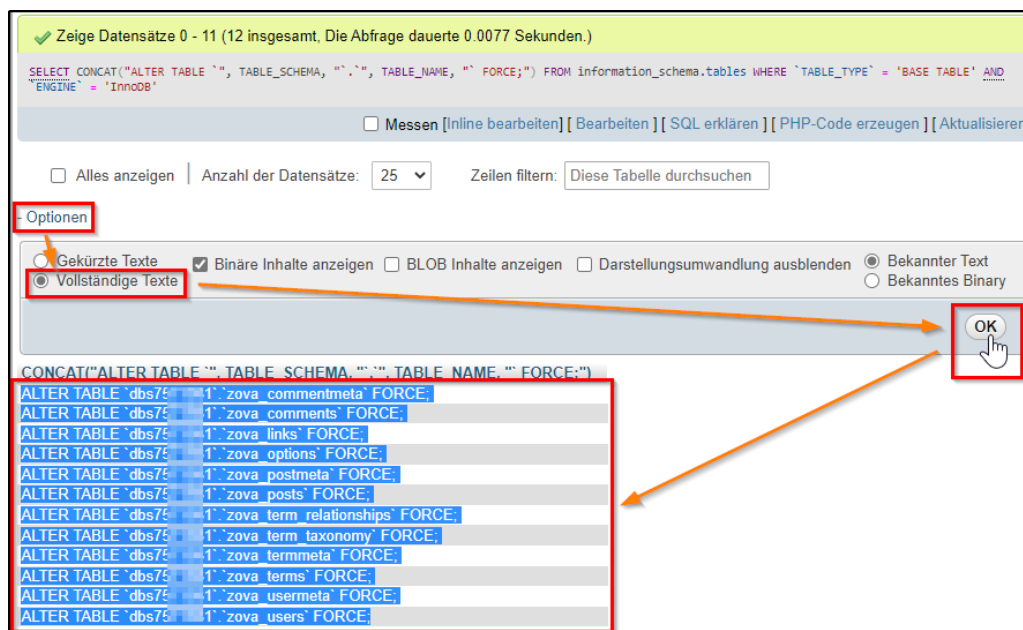 Zeige Datensätze 0 - 11 (12 insgesamt, Die Abfrage dauerte 0.0077 Sekunden.)
SELECT CONCAT("ALTER TABLE `", TABLE_SCHEMA, "`.`", TABLE_NAME, "` FORCE;") FROM information_schema.tables WHERE `TABLE_TYPE` = 'BASE TABLE' AND
`ENGINE` = 'InnoDB'
Messen [Inline bearbeiten] [ Bearbeiten ] [ SQL erklären ] [ PHP-Code erzeugen ] [ Aktualisieren
Alles anzeigen | Anzahl der Datensätze: 25 Zeilen filtern: Diese Tabelle durchsuchen
- Optionen
Gekürzte Texte Binäre Inhalte anzeigen BLOB Inhalte anzeigen Darstellungsumwandlung ausblenden Bekannter Text
Vollständige Texte Bekanntes Binary
OK
CONCAT("ALTER TABLE `", TABLE_SCHEMA, "`.`", TABLE_NAME, "` FORCE;")
ALTER TABLE `dbs75 1`.`zova_commentmeta` FORCE;
ALTER TABLE `dbs75 1`.`zova_comments` FORCE;
ALTER TABLE `dbs75 1`.`zova_links` FORCE;
ALTER TABLE `dbs75 1`.`zova_options` FORCE;
ALTER TABLE `dbs75 1`.`zova_postmeta` FORCE;
ALTER TABLE `dbs75 1`.`zova_posts` FORCE;
ALTER TABLE `dbs75 1`.`zova_term_relationships` FORCE;
ALTER TABLE `dbs75 1`.`zova_term_taxonomy` FORCE;
ALTER TABLE `dbs75 1`.`zova_termmeta` FORCE;
ALTER TABLE `dbs75 1`.`zova_terms` FORCE;
ALTER TABLE `dbs75 1`.`zova_usermeta` FORCE;
ALTER TABLE `dbs75 1`.`zova_users` FORCE;